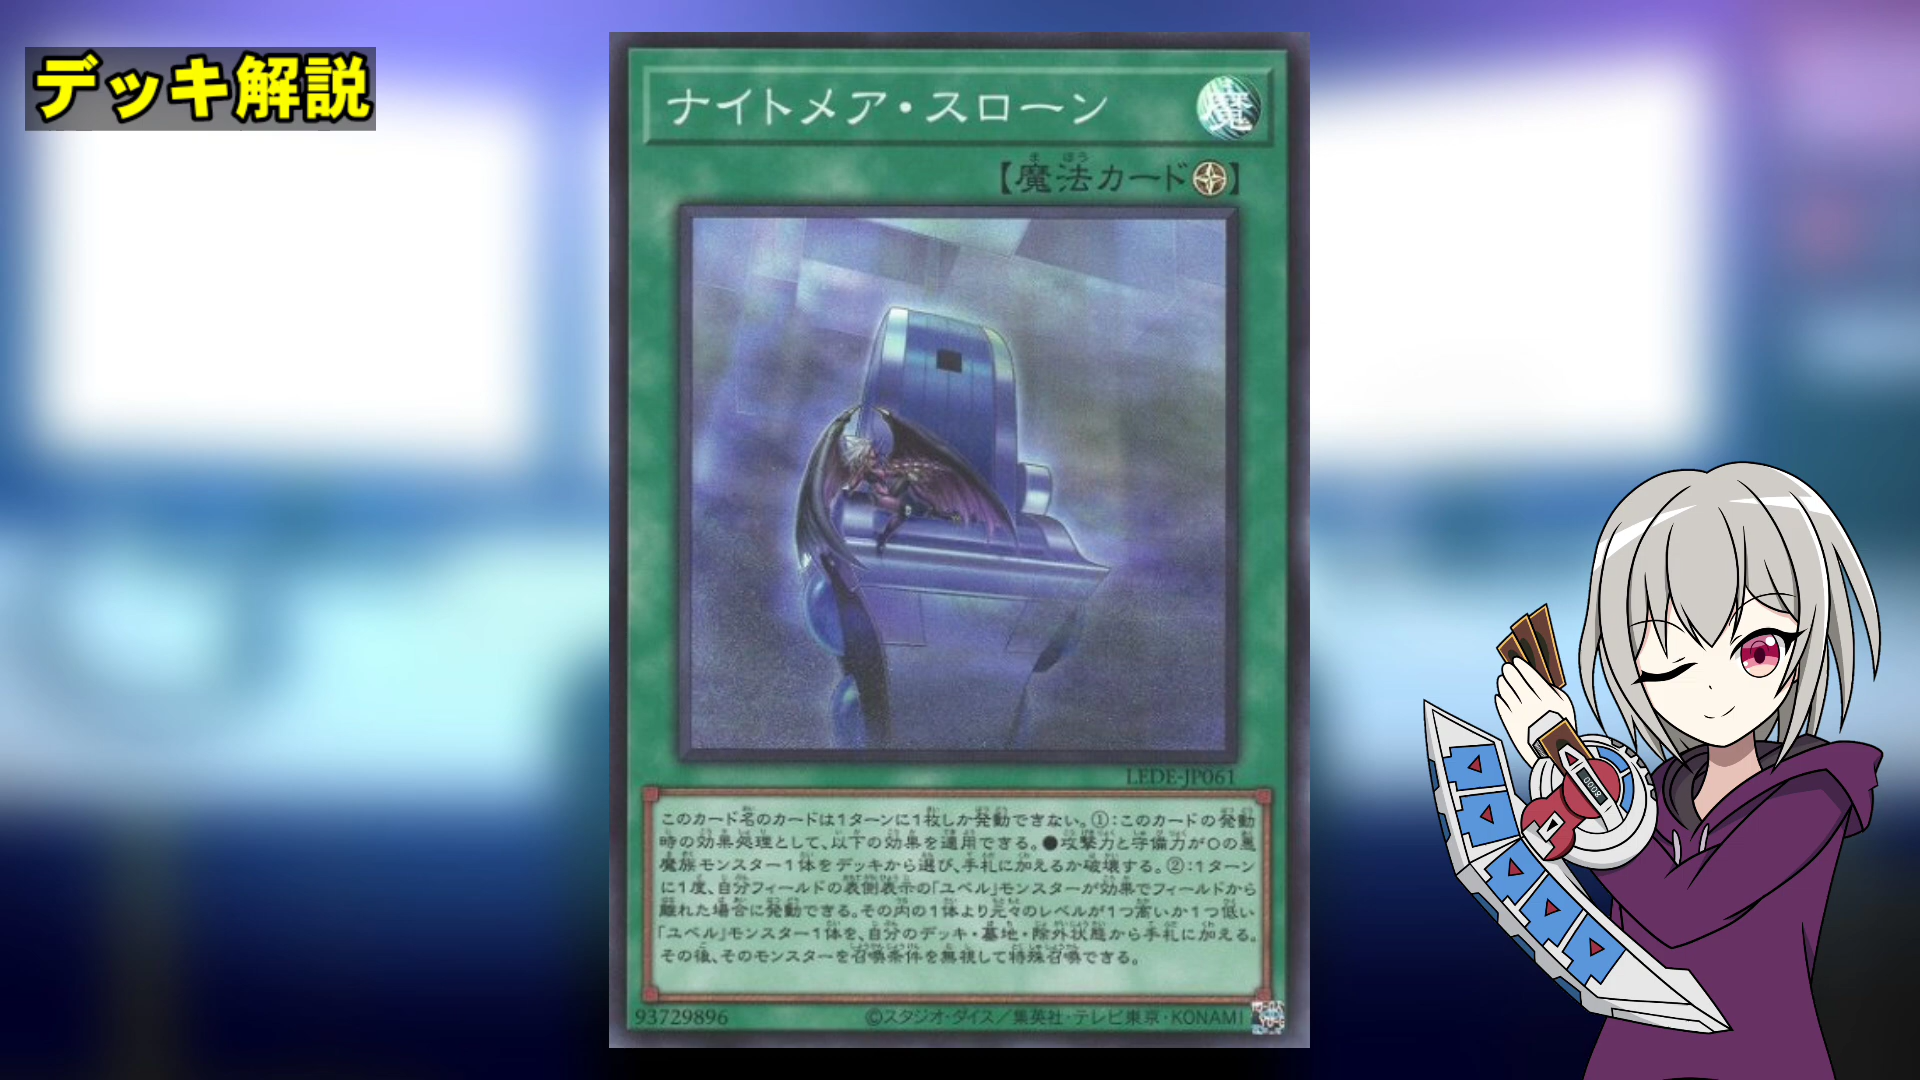 デッキ解説
ナイトメア・スローン
魔
【魔法カード】
LEDE-JP061
このカード名のカードは1ターンに1枚しか発動できない。①:このカードの発動
時の効果処理として、以下の効果を適用できる。●攻撃力と守備力が0の悪
魔族モンスター1体をデッキから選び、手札に加えるか破壊する。②:1ターン
に1度、自分フィールドの表側表示の「ユベル」モンスターが効果でフィールドから
離れた場合に発動できる。その内の1体より元々のレベルが1つ高いか1つ低い
「ユベル」モンスター1体を、自分のデッキ・墓地・除外状態から手札に加える。
その後、そのモンスターを召喚条件を無視して特殊召喚できる。
93729896
©スタジオ・ダイス／集英社・テレビ東京・KONAMI
8000